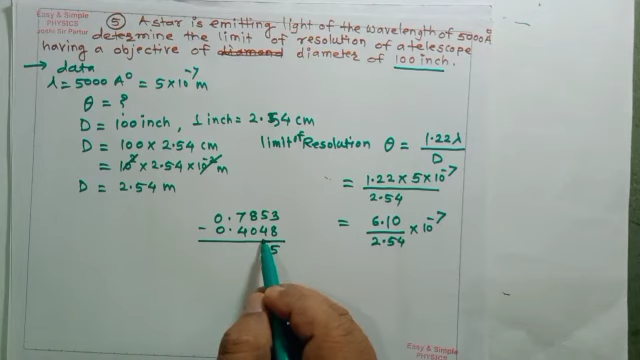 Easy & Simple
PHYSICS
Joshi Sir Partur
⑤ A star is emitting light of the wavelength of 5000 A°
determine the limit of resolution of a telescope
having a objective of diamond diameter of 100 inch.
→ data
λ = 5000 A° = 5 × 10⁻⁷ m
θ = ?
D = 100 inch , 1 inch = 2.54 cm
D = 100 × 2.54 cm
= 10² × 2.54 × 10⁻² m
D = 2.54 m
limit of Resolution θ = 1.22λ / D
= 1.22 × 5 × 10⁻⁷ / 2.54
= 6.10 / 2.54 × 10⁻⁷
0.7853
- 0.4048
5
Easy & Simple
PHYSICS